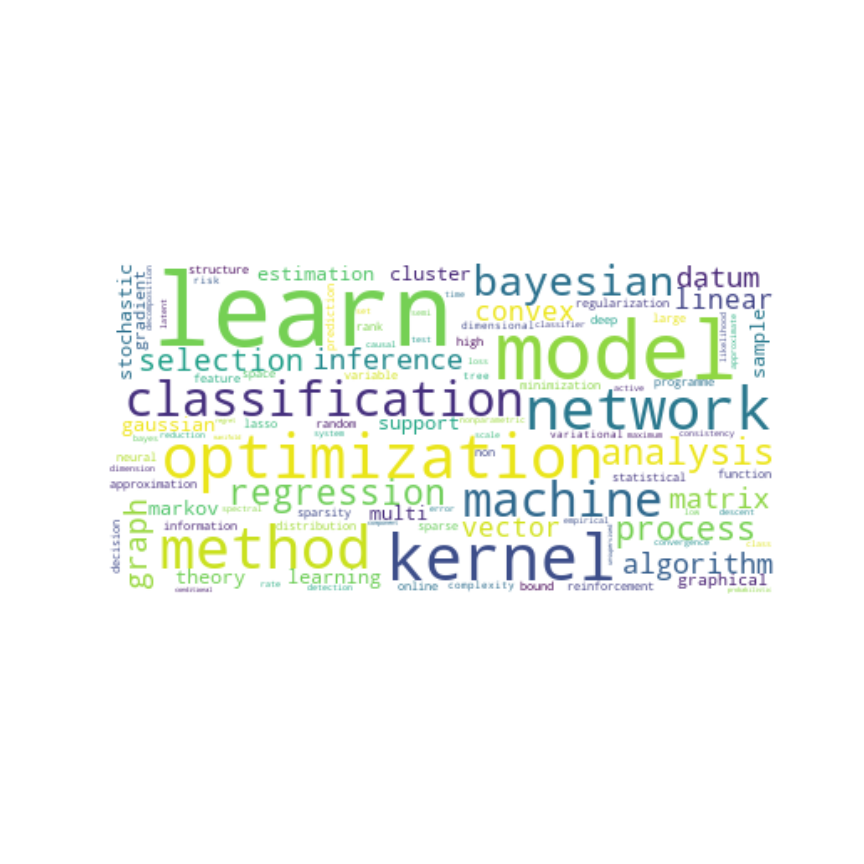 structure
estimation
cluster
bayesian
datum
stochastic
gradient
decomposition
risk
learn
time
regularization
linear
latent
prediction
set
semi
convex
dimensional
classifier
deep
large
likelihood
approximate
sample
rank
test
causal
high
model
selection
inference
loss
feature
space
variable
tree
minimization
active
programme
classification
network
gaussian
lasso
random
support
nonparametric
bayes
reduction
system
scale
variational
maximum
consistency
neural
optimization
non
analysis
dimension
statistical
function
approximation
regression
machine
matrix
graph
markov
spectral
sparsity
multi
error
low
descent
decision
information
distribution
component
sparse
vector
empirical
unsupervised
process
method
kernel
convergence
class
algorithm
theory
learning
graphical
rate
detection
online
complexity
bound
reinforcement
conditional
probabilistic